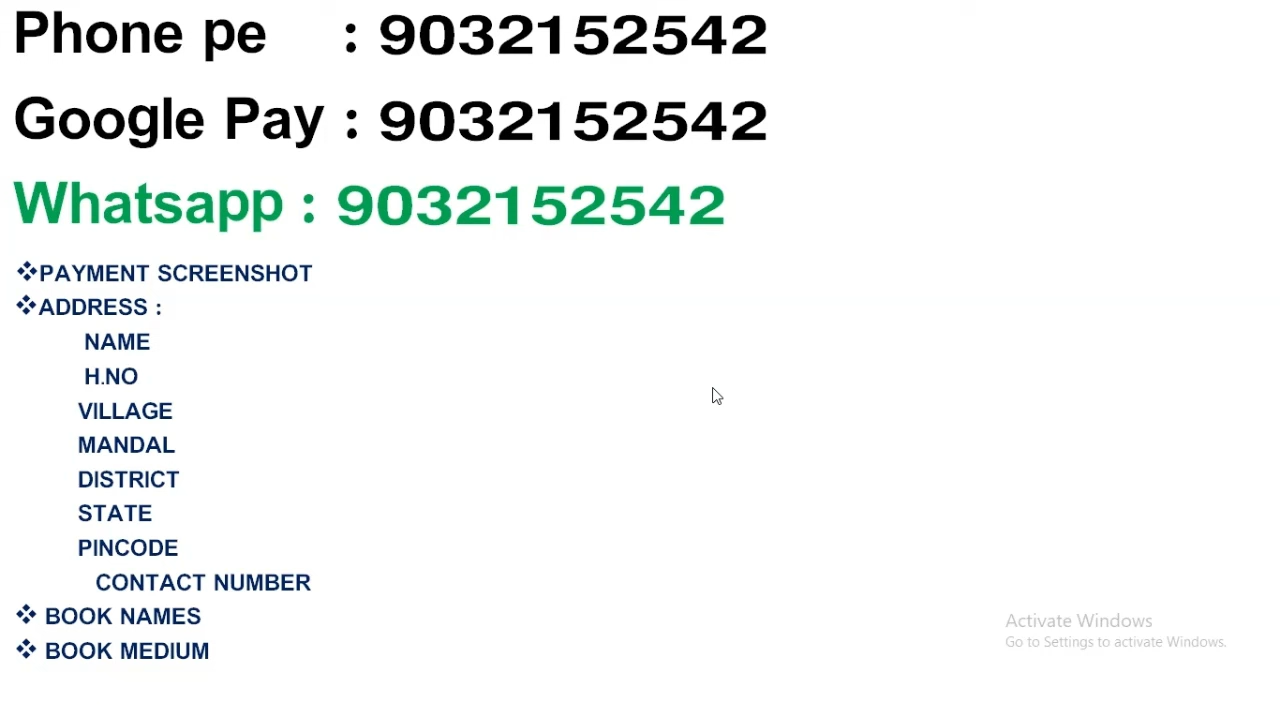 Phone pe : 9032152542
Google Pay : 9032152542
Whatsapp : 9032152542
❖PAYMENT SCREENSHOT
❖ADDRESS :
NAME
H.NO
VILLAGE
MANDAL
DISTRICT
STATE
PINCODE
CONTACT NUMBER
❖ BOOK NAMES
❖ BOOK MEDIUM
Activate Windows
Go to Settings to activate Windows.